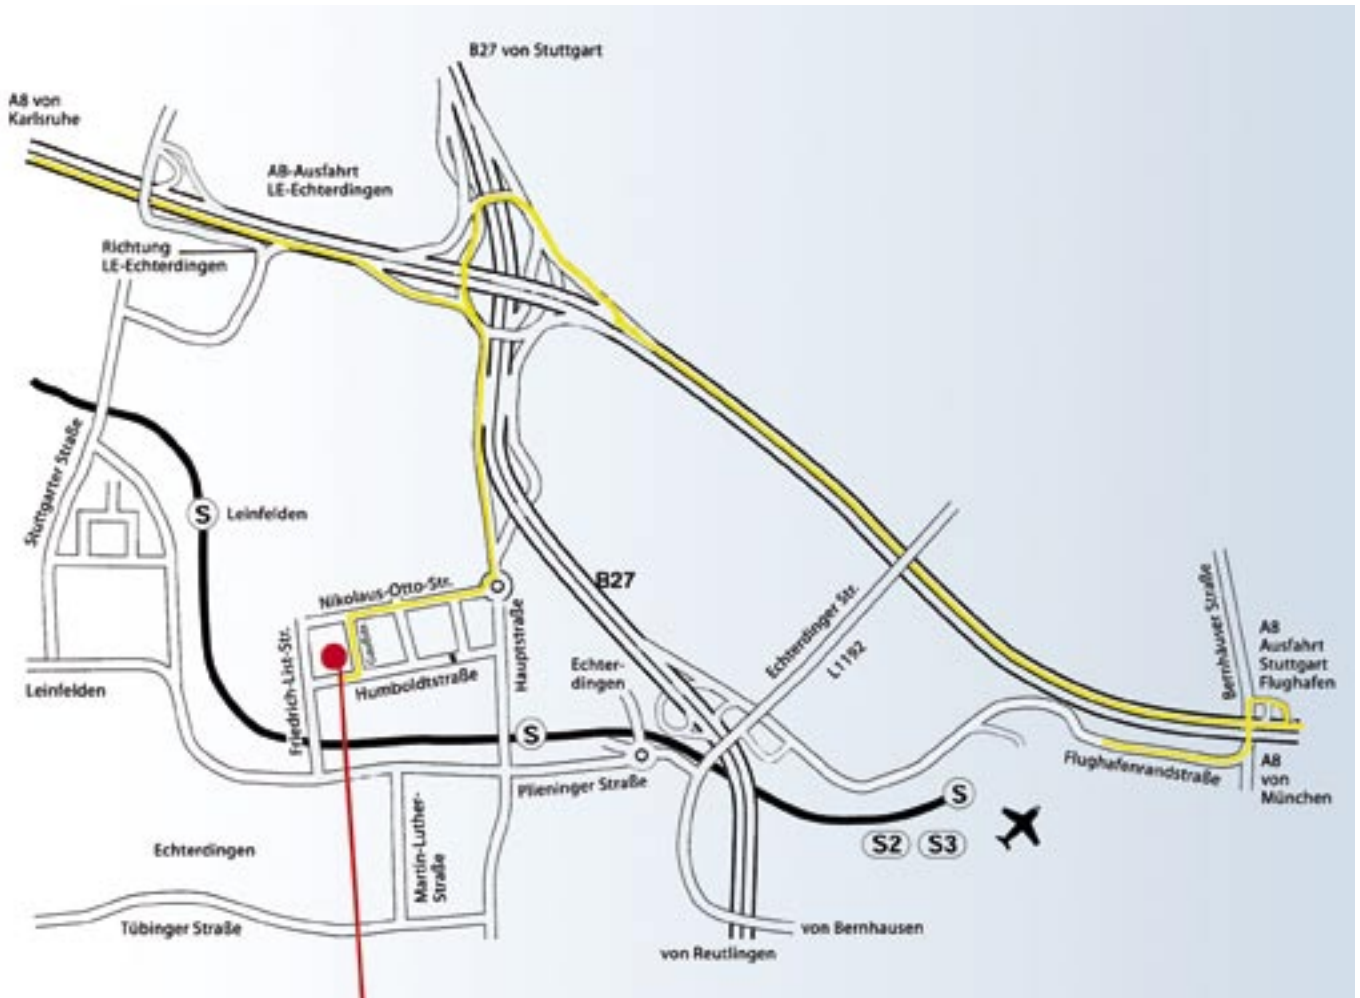 B27 von Stuttgart
A8 von
Karlsruhe
AB-Ausfahrt
LE-Echterdingen
Richtung
LE-Echterdingen
Stuttgarter Straße
S
Leinfelden
B27
Nikolaus-Otto-Str.
Friedrich-List-Str.
Humboldtstraße
Hauptstraße
Leinfelden
Echter-
dingen
Echterdinger Str.
L1192
Bernhäuser Straße
A8
Ausfahrt
Stuttgart
Flughafen
S
Flughafenrandstraße
A8
von
München
Plieninger Straße
S
S2
S3
Martin-Luther-
Straße
Echterdingen
Tübinger Straße
von Bernhausen
von Reutlingen